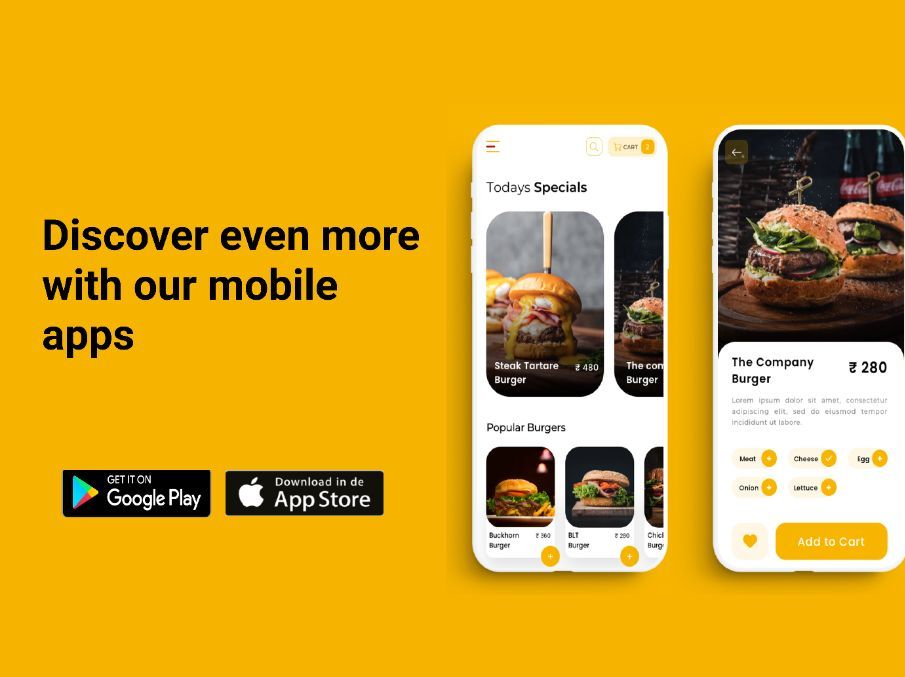 Discover even more
with our mobile
apps
GET IT ON
Google Play
Download in de
App Store
CART 2
Todays Specials
Steak Tartare
Burger
₹ 480
The com
Burger
Popular Burgers
Buckhorn
Burger
₹ 360
BLT
Burger
₹ 290
Chick
Burge
The Company
Burger
₹ 280
Lorem ipsum dolor sit amet, consectetur
adipiscing elit, sed do eiusmod tempor
incididunt ut labore.
Meat +
Cheese
Egg +
Onion +
Lettuce +
Add to Cart